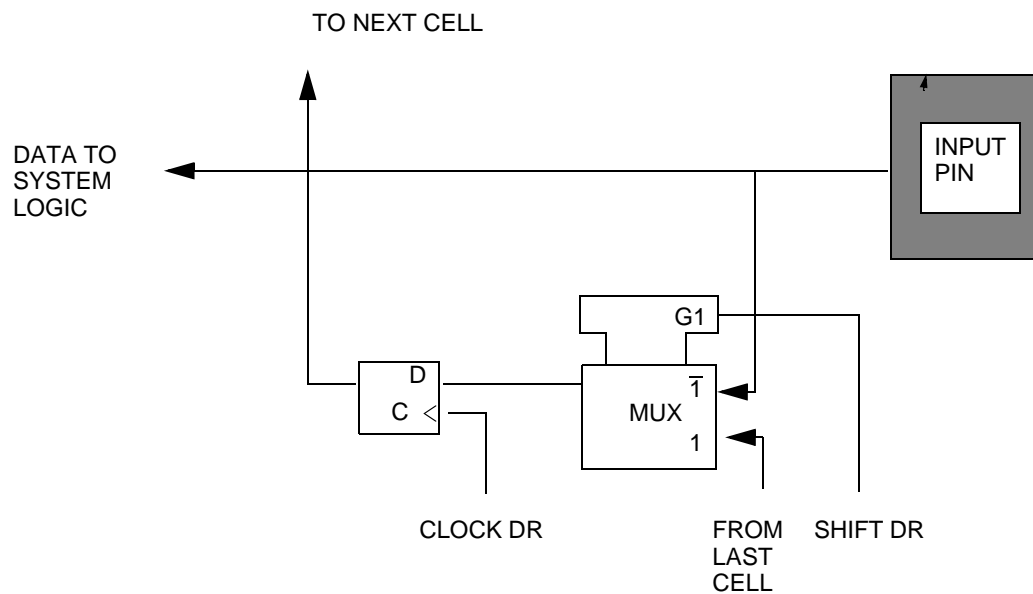 TO NEXT CELL
DATA TO
SYSTEM
LOGIC
INPUT
PIN
G1
D
C
1̅
MUX
1
CLOCK DR
FROM
LAST
CELL
SHIFT DR